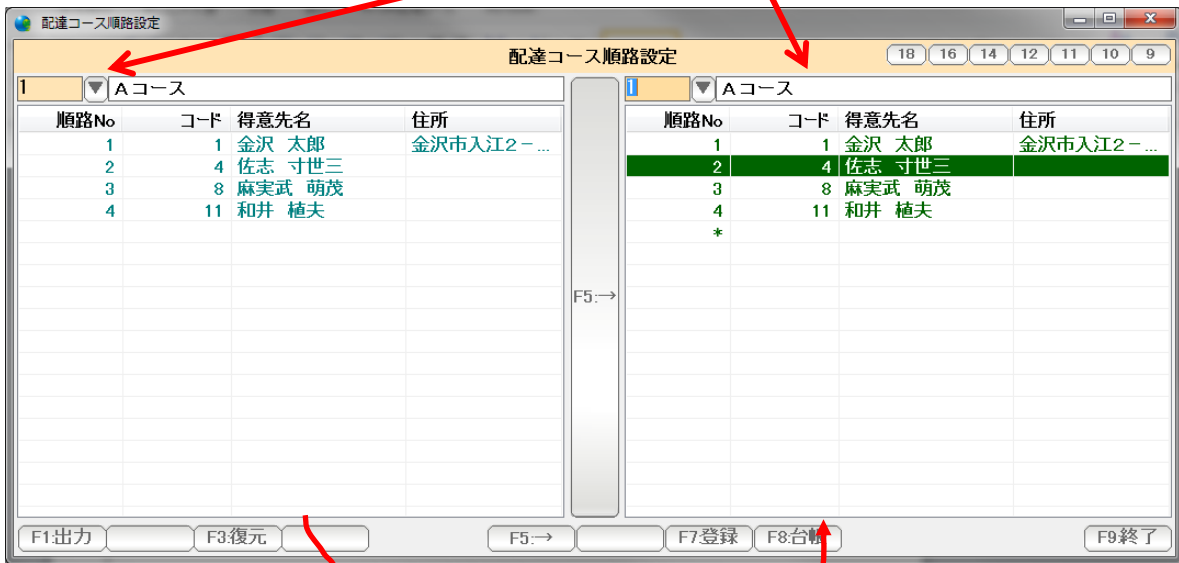 配達コース順路設定
配達コース順路設定 18 16 14 12 11 10 9
1 Aコース
順路No コード 得意先名 住所
1 1 金沢 太郎 金沢市入江2-...
2 4 佐志 寸世三
3 8 麻実武 萌茂
4 11 和井 植夫
F5:→
1 Aコース
順路No コード 得意先名 住所
1 1 金沢 太郎 金沢市入江2-...
2 4 佐志 寸世三
3 8 麻実武 萌茂
4 11 和井 植夫
*
F1:出力 F3:復元 F5:→ F7:登録 F8:台帳 F9:終了